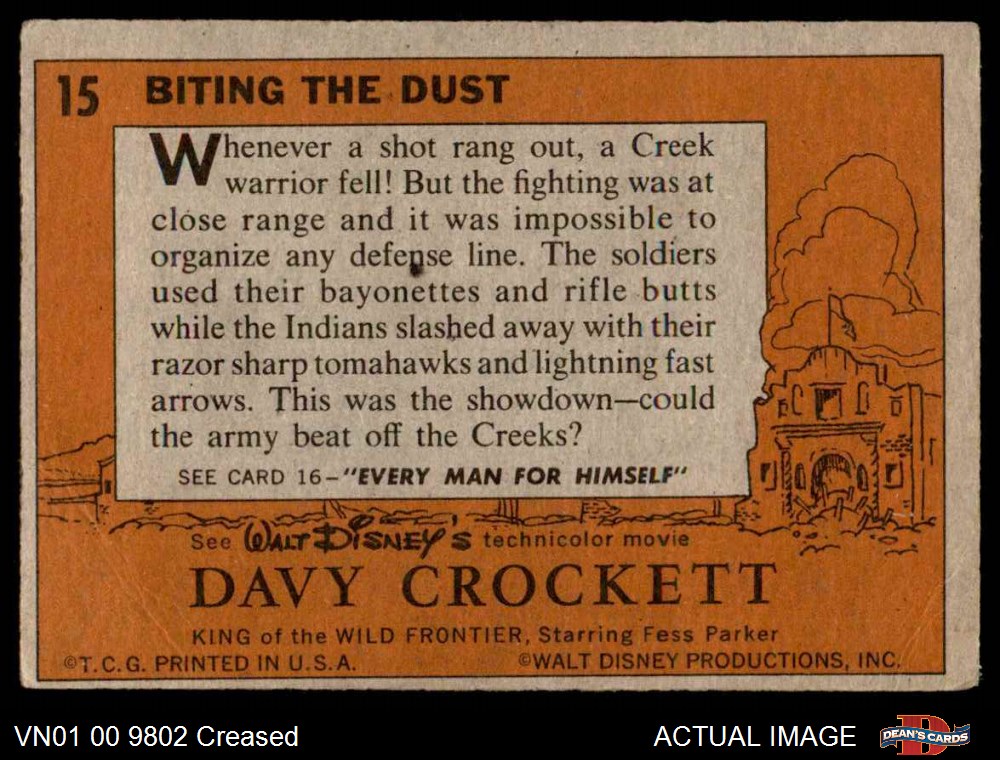 15 BITING THE DUST
Whenever a shot rang out, a Creek
warrior fell! But the fighting was at
close range and it was impossible to
organize any defense line. The soldiers
used their bayonettes and rifle butts
while the Indians slashed away with their
razor sharp tomahawks and lightning fast
arrows. This was the showdown—could
the army beat off the Creeks?
SEE CARD 16-"EVERY MAN FOR HIMSELF"
See WALT DISNEY'S technicolor movie
DAVY CROCKETT
KING of the WILD FRONTIER, Starring Fess Parker
©T.C.G. PRINTED IN U.S.A. ©WALT DISNEY PRODUCTIONS, INC.
VN01 00 9802 Creased ACTUAL IMAGE DEAN'S CARDS